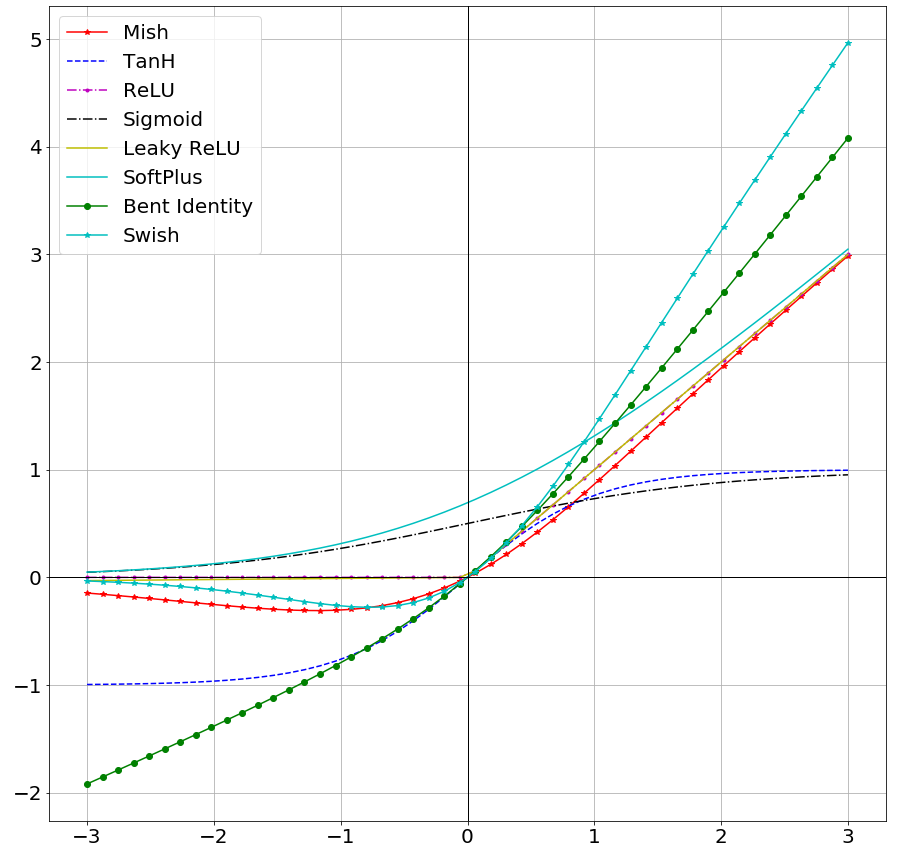 Mish
TanH
ReLU
Sigmoid
Leaky ReLU
SoftPlus
Bent Identity
Swish
5
4
3
2
1
0
−1
−2
−3 −2 −1 0 1 2 3